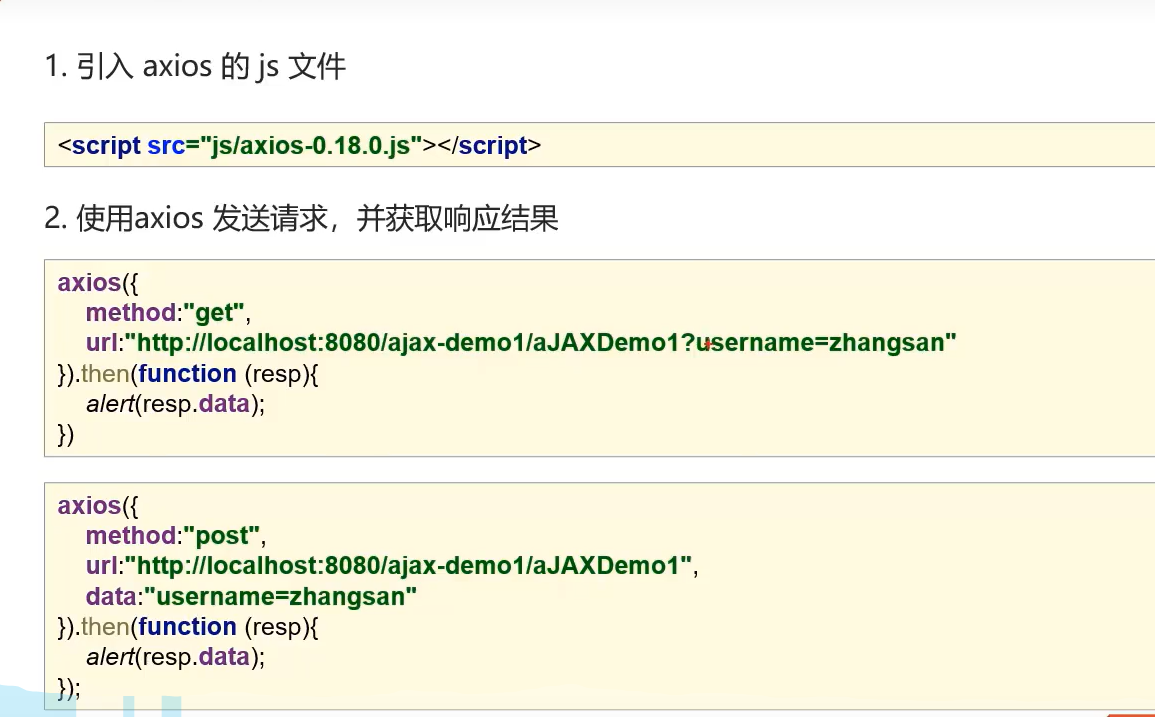 1. 引入 axios 的 js 文件
<script src="js/axios-0.18.0.js"></script>
2. 使用axios 发送请求，并获取响应结果
axios({
method:"get",
url:"http://localhost:8080/ajax-demo1/aJAXDemo1?username=zhangsan"
}).then(function (resp){
alert(resp.data);
})
axios({
method:"post",
url:"http://localhost:8080/ajax-demo1/aJAXDemo1",
data:"username=zhangsan"
}).then(function (resp){
alert(resp.data);
});